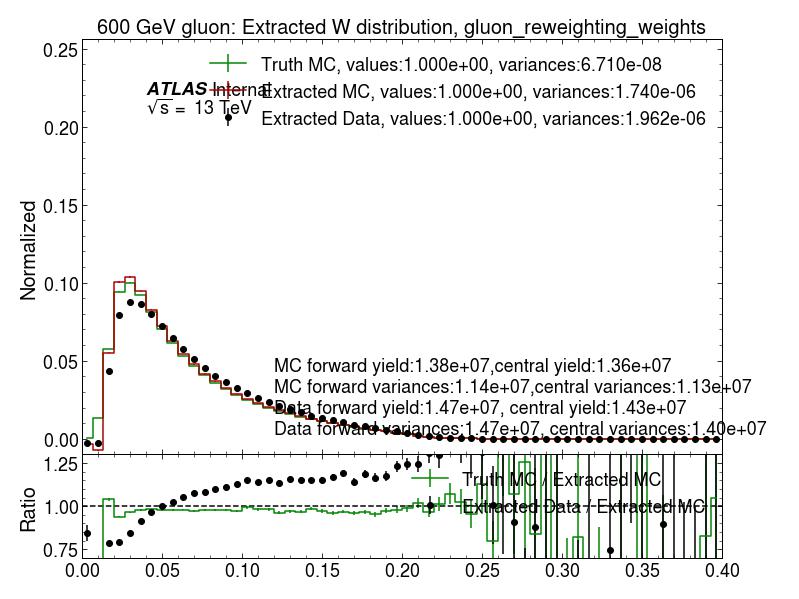 600 GeV gluon: Extracted W distribution, gluon_reweighting_weights
Normalized
0.25
0.20
0.15
0.10
0.05
0.00
Truth MC, values:1.000e+00, variances:6.710e-08
ATLAS Internal
Extracted MC, values:1.000e+00, variances:1.740e-06
√s = 13 TeV
Extracted Data, values:1.000e+00, variances:1.962e-06
MC forward yield:1.38e+07,central yield:1.36e+07
MC forward variances:1.14e+07,central variances:1.13e+07
Data forward yield:1.47e+07, central yield:1.43e+07
Data forward variances:1.47e+07, central variances:1.40e+07
Ratio
1.25
1.00
0.75
Truth MC / Extracted MC
Extracted Data / Extracted MC
0.00 0.05 0.10 0.15 0.20 0.25 0.30 0.35 0.40